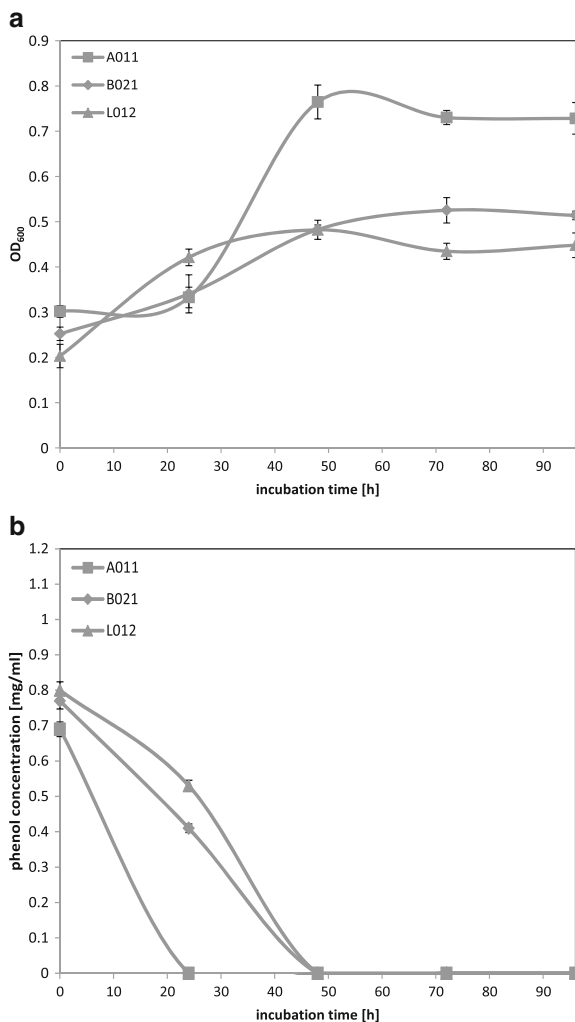 a
0.9
0.8
0.7
0.6
0.5
0.4
0.3
0.2
0.1
0
OD600
A011
B021
L012
0 10 20 30 40 50 60 70 80 90
incubation time [h]
b
1.2
1.1
1
0.9
0.8
0.7
0.6
0.5
0.4
0.3
0.2
0.1
0
phenol concentration [mg/ml]
A011
B021
L012
0 10 20 30 40 50 60 70 80 90
incubation time [h]